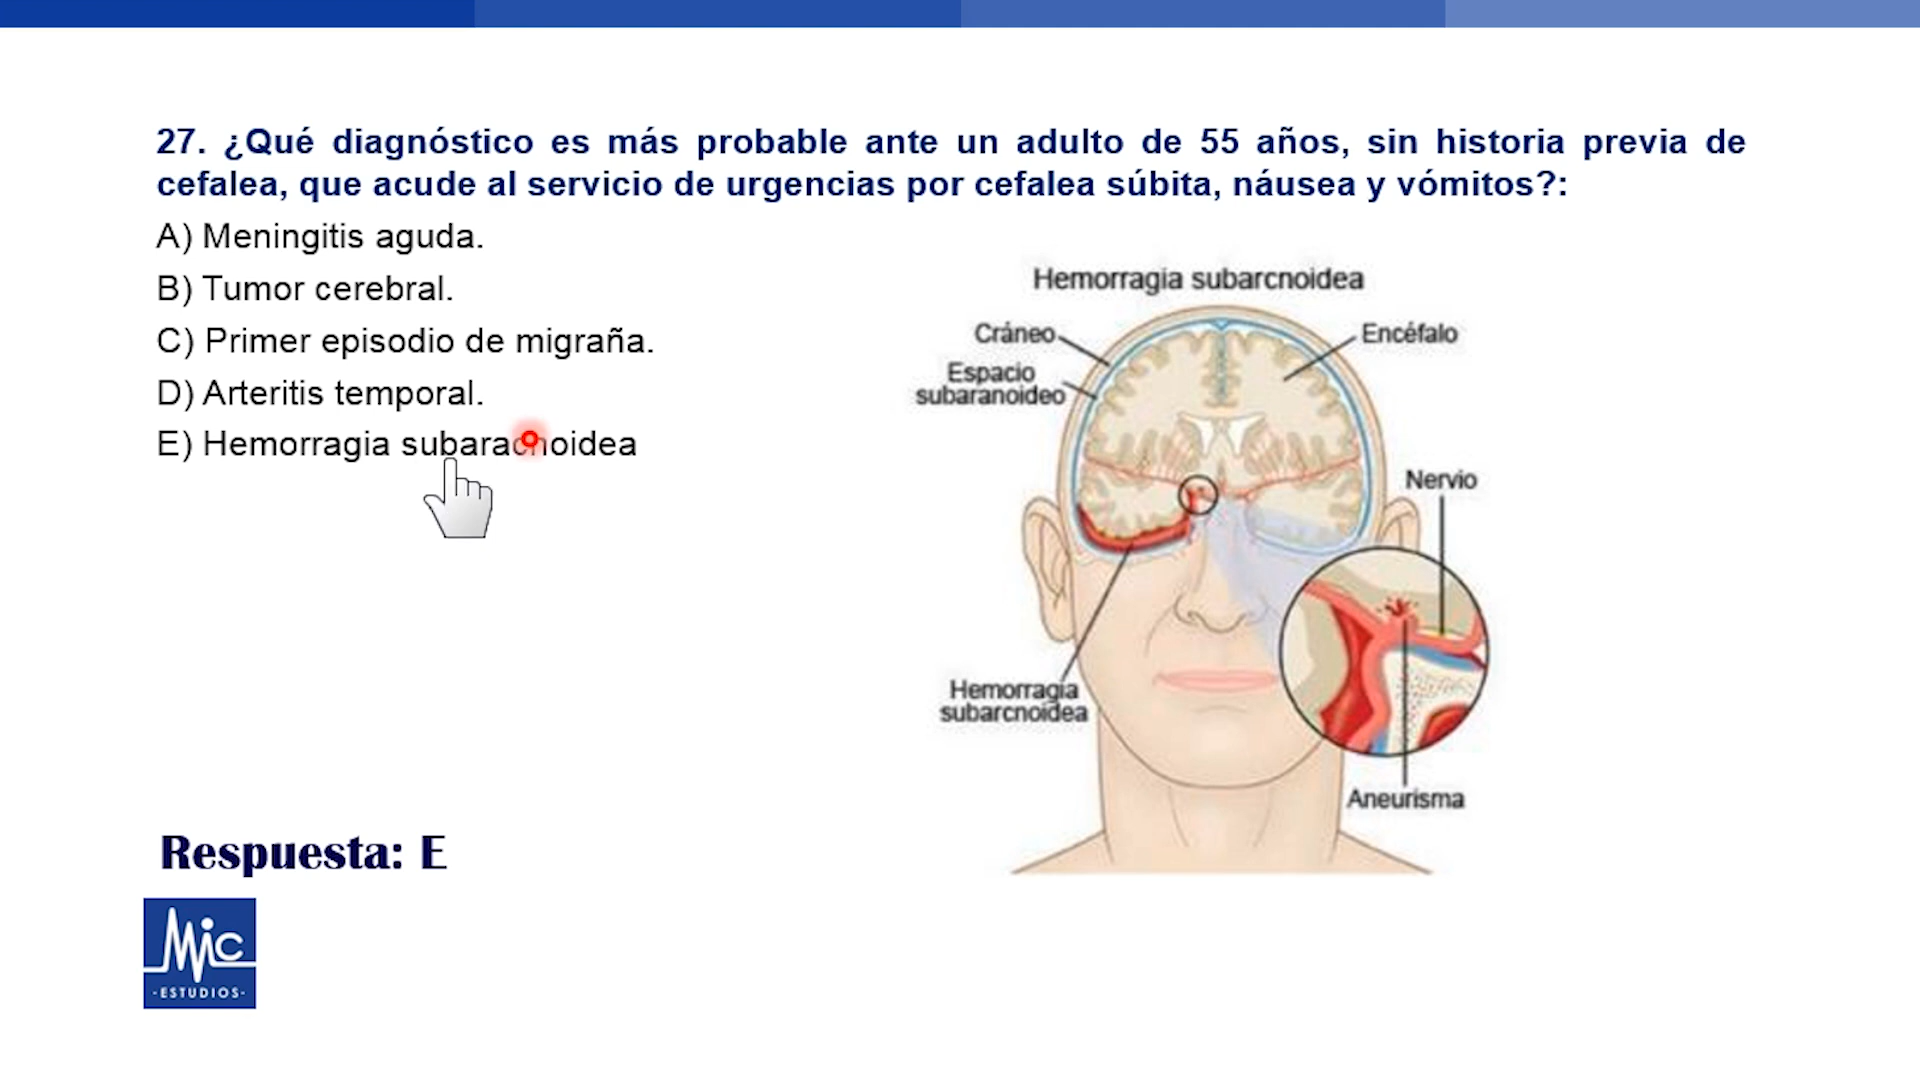 27. ¿Qué diagnóstico es más probable ante un adulto de 55 años, sin historia previa de
cefalea, que acude al servicio de urgencias por cefalea súbita, náusea y vómitos?:
A) Meningitis aguda.
B) Tumor cerebral.
C) Primer episodio de migraña.
D) Arteritis temporal.
E) Hemorragia subaracnoidea
Hemorragia subarcnoidea
Cráneo
Encéfalo
Espacio
subaranoideo
Nervio
Hemorragia
subarcnoidea
Aneurisma
Respuesta: E
Mic
·ESTUDIOS·